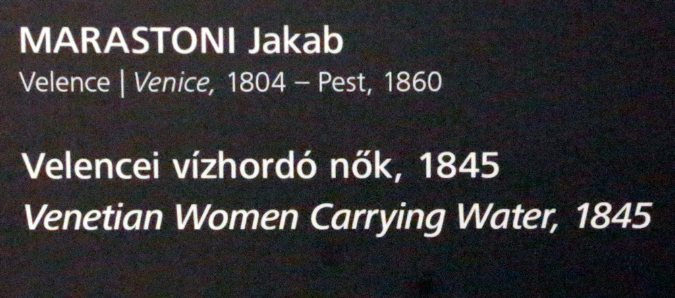 MARASTONI Jakab
Velence | Venice, 1804 – Pest, 1860
Velencei vízhordó nők, 1845
Venetian Women Carrying Water, 1845